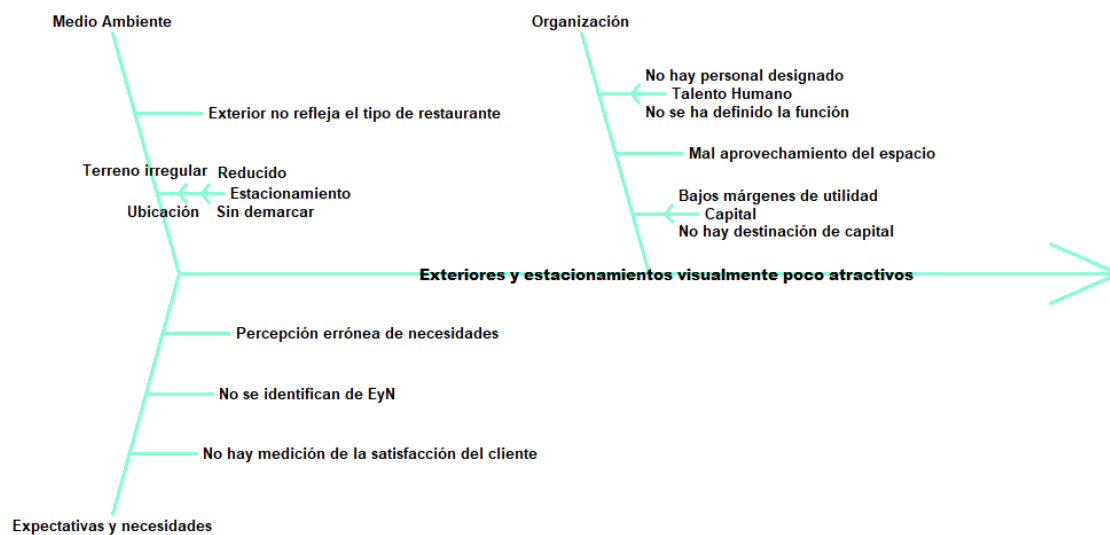 Medio Ambiente
Organización
No hay personal designado
Talento Humano
No se ha definido la función
Exterior no refleja el tipo de restaurante
Mal aprovechamiento del espacio
Terreno irregular
Reducido
Estacionamiento
Ubicación
Sin demarcar
Bajos márgenes de utilidad
Capital
No hay destinación de capital
Exteriores y estacionamientos visualmente poco atractivos
Percepción errónea de necesidades
No se identifican de EyN
No hay medición de la satisfacción del cliente
Expectativas y necesidades